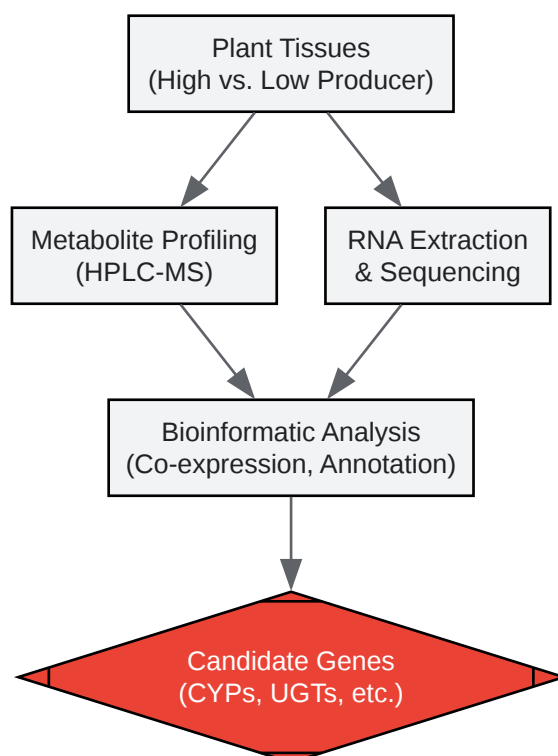 Plant Tissues
(High vs. Low Producer)
Metabolite Profiling
(HPLC-MS)
RNA Extraction
& Sequencing
Bioinformatic Analysis
(Co-expression, Annotation)
Candidate Genes
(CYPs, UGTs, etc.)